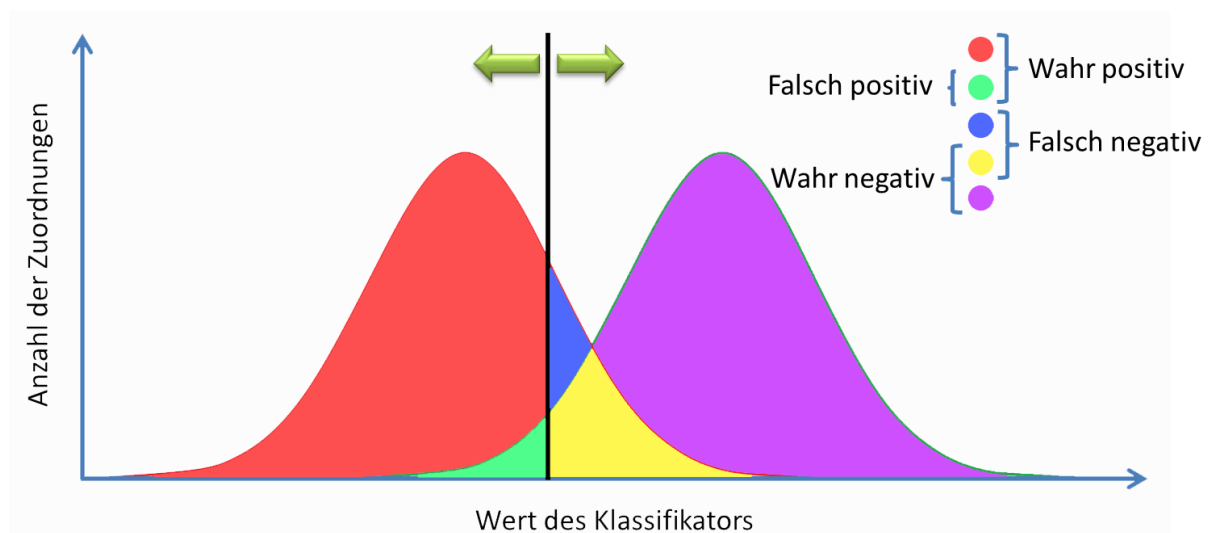 Wahr positiv
Falsch positiv
Falsch negativ
Wahr negativ
Anzahl der Zuordnungen
Wert des Klassifikators